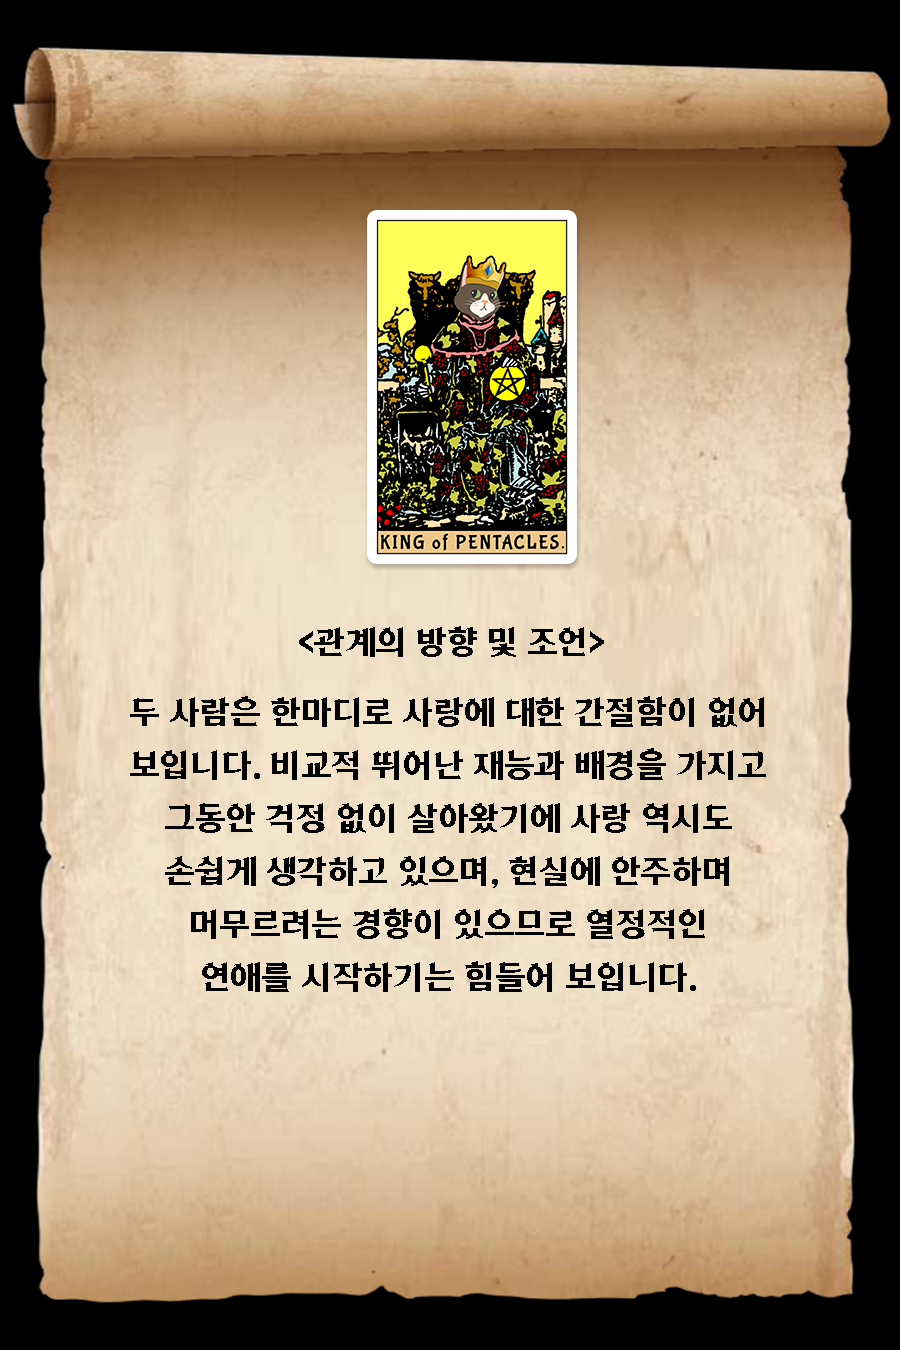 KING of PENTACLES.
<관계의 방향 및 조언>
두 사람은 한마디로 사랑에 대한 간절함이 없어
보입니다. 비교적 뛰어난 재능과 배경을 가지고
그동안 걱정 없이 살아왔기에 사랑 역시도
손쉽게 생각하고 있으며, 현실에 안주하며
머무르려는 경향이 있으므로 열정적인
연애를 시작하기는 힘들어 보입니다.